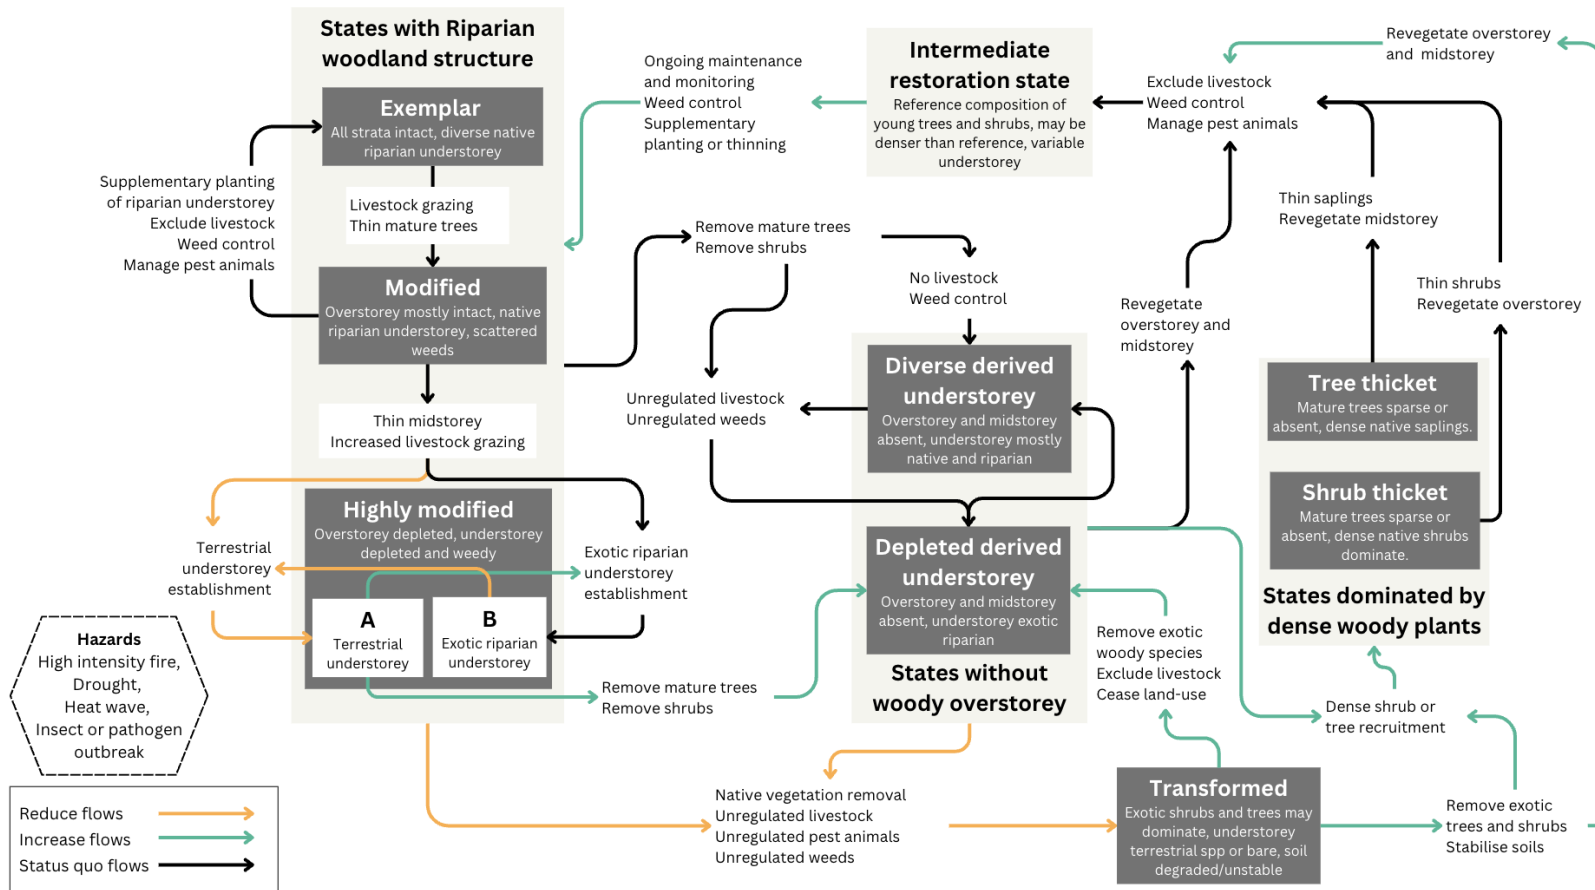 States with Riparian
woodland structure
Exemplar
All strata intact, diverse native
riparian understorey
Supplementary planting
of riparian understorey
Exclude livestock
Weed control
Manage pest animals
Livestock grazing
Thin mature trees
Modified
Overstorey mostly intact, native
riparian understorey, scattered
weeds
Thin midstorey
Increased livestock grazing
Highly modified
Overstorey depleted, understorey
depleted and weedy
Terrestrial
understorey
establishment
Exotic riparian
understorey
establishment
A
Terrestrial
understorey
B
Exotic riparian
understorey
Ongoing maintenance
and monitoring
Weed control
Supplementary
planting or thinning
Intermediate
restoration state
Reference composition of
young trees and shrubs, may be
denser than reference, variable
understorey
Exclude livestock
Weed control
Manage pest animals
Revegetate overstorey
and midstorey
Remove mature trees
Remove shrubs
No livestock
Weed control
Unregulated livestock
Unregulated weeds
Diverse derived
understorey
Overstorey and midstorey
absent, understorey mostly
native and riparian
Depleted derived
understorey
Overstorey and midstorey
absent, understorey exotic
riparian
States without
woody overstorey
Revegetate
overstorey and
midstorey
Thin saplings
Revegetate midstorey
Thin shrubs
Revegetate overstorey
Tree thicket
Mature trees sparse or
absent, dense native saplings.
Shrub thicket
Mature trees sparse or
absent, dense native shrubs
dominate.
States dominated by
dense woody plants
Remove exotic
woody species
Exclude livestock
Cease land-use
Dense shrub or
tree recruitment
Remove mature trees
Remove shrubs
Native vegetation removal
Unregulated livestock
Unregulated pest animals
Unregulated weeds
Transformed
Exotic shrubs and trees may
dominate, understorey
terrestrial spp or bare, soil
degraded/unstable
Remove exotic
trees and shrubs
Stabilise soils
Hazards
High intensity fire,
Drought,
Heat wave,
Insect or pathogen
outbreak
Reduce flows
Increase flows
Status quo flows